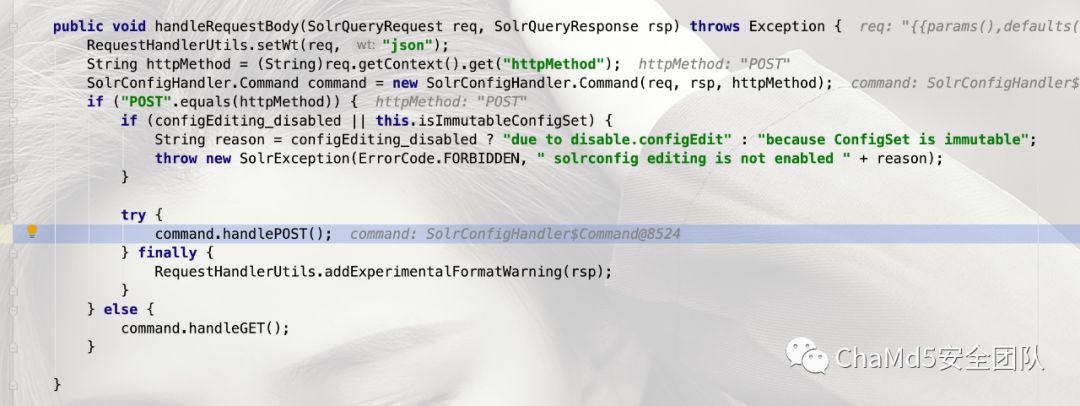 public void handleRequestBody(SolrQueryRequest req, SolrQueryResponse rsp) throws Exception {  req: "{{params(),defaults(
RequestHandlerUtils.setWt(req,  wt: "json");
String httpMethod = (String)req.getContext().get("httpMethod");  httpMethod: "POST"
SolrConfigHandler.Command command = new SolrConfigHandler.Command(req, rsp, httpMethod);  command: SolrConfigHandler$
if ("POST".equals(httpMethod)) {  httpMethod: "POST"
if (configEditing_disabled || this.isImmutableConfigSet) {
String reason = configEditing_disabled ? "due to disable.configEdit" : "because ConfigSet is immutable";
throw new SolrException(ErrorCode.FORBIDDEN, " solrconfig editing is not enabled " + reason);
}
try {
command.handlePOST();  command: SolrConfigHandler$Command@8524
} finally {
RequestHandlerUtils.addExperimentalFormatWarning(rsp);
}
} else {
command.handleGET();
}
}
ChaMd5安全团队